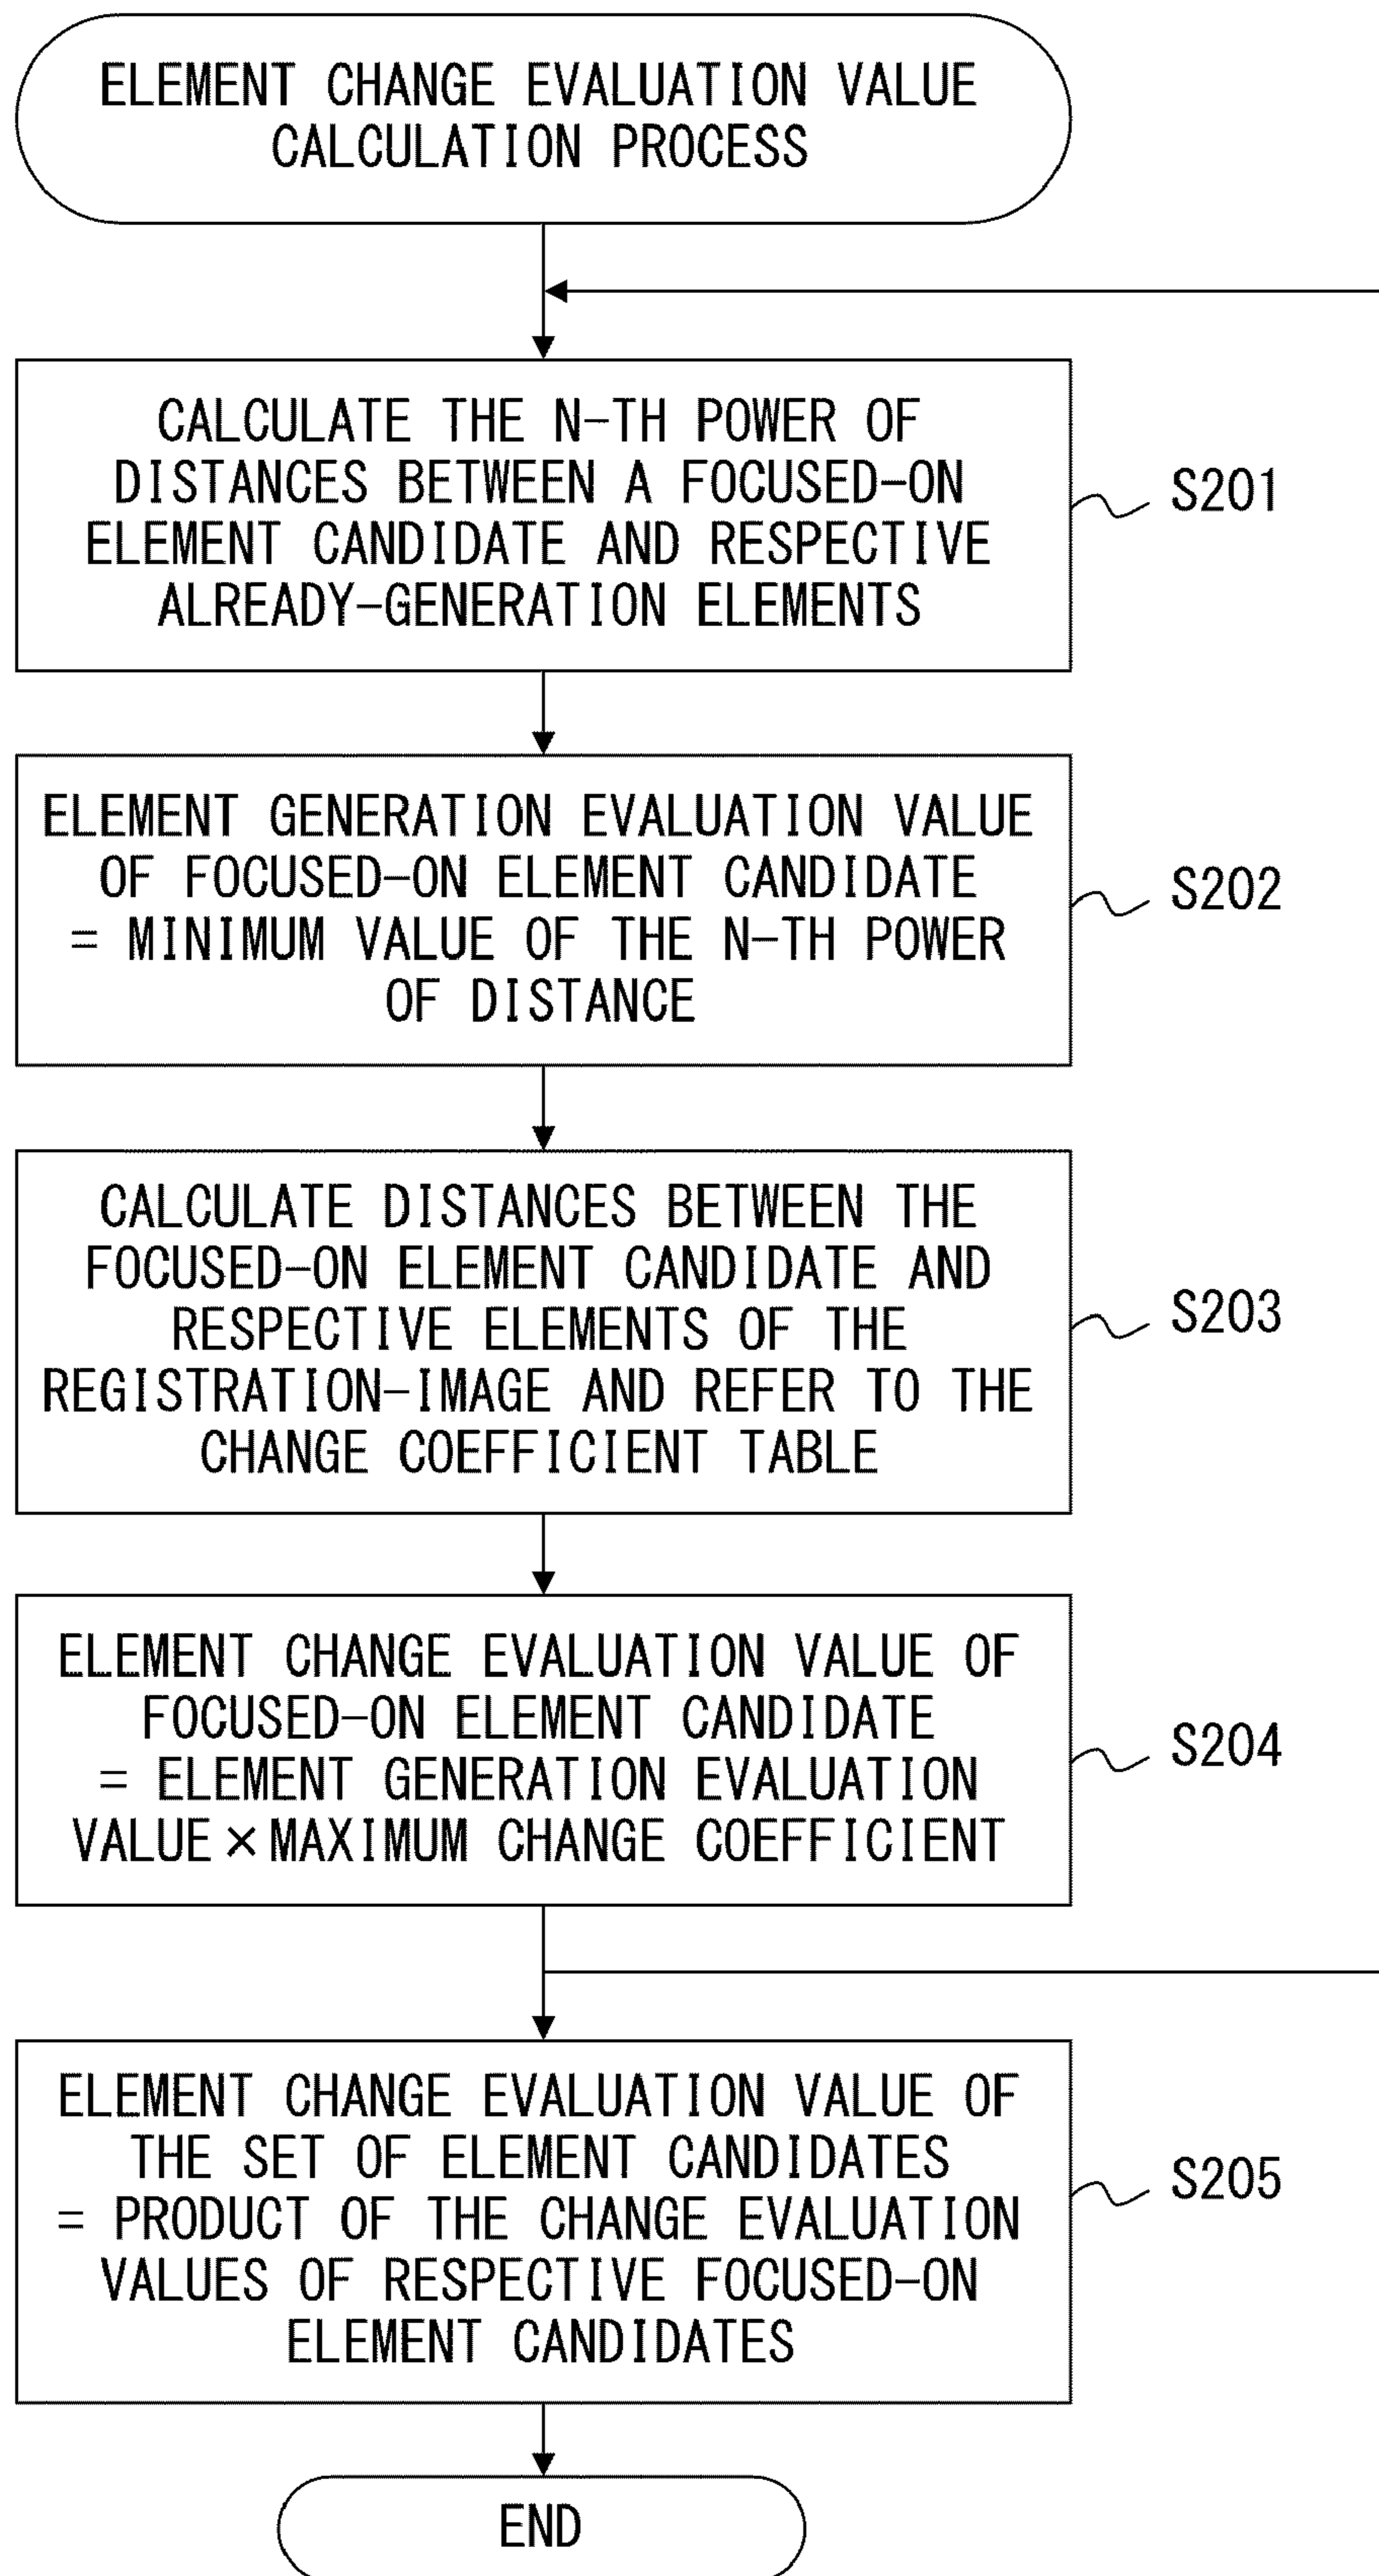 ELEMENT CHANGE EVALUATION VALUE
CALCULATION PROCESS
CALCULATE THE N-TH POWER OF
DISTANCES BETWEEN A FOCUSED-ON
ELEMENT CANDIDATE AND RESPECTIVE
ALREADY-GENERATION ELEMENTS
S201
ELEMENT GENERATION EVALUATION VALUE
OF FOCUSED-ON ELEMENT CANDIDATE
= MINIMUM VALUE OF THE N-TH POWER
OF DISTANCE
S202
CALCULATE DISTANCES BETWEEN THE
FOCUSED-ON ELEMENT CANDIDATE AND
RESPECTIVE ELEMENTS OF THE
REGISTRATION-IMAGE AND REFER TO THE
CHANGE COEFFICIENT TABLE
S203
ELEMENT CHANGE EVALUATION VALUE OF
FOCUSED-ON ELEMENT CANDIDATE
= ELEMENT GENERATION EVALUATION
VALUE × MAXIMUM CHANGE COEFFICIENT
S204
ELEMENT CHANGE EVALUATION VALUE OF
THE SET OF ELEMENT CANDIDATES
= PRODUCT OF THE CHANGE EVALUATION
VALUES OF RESPECTIVE FOCUSED-ON
ELEMENT CANDIDATES
S205
END